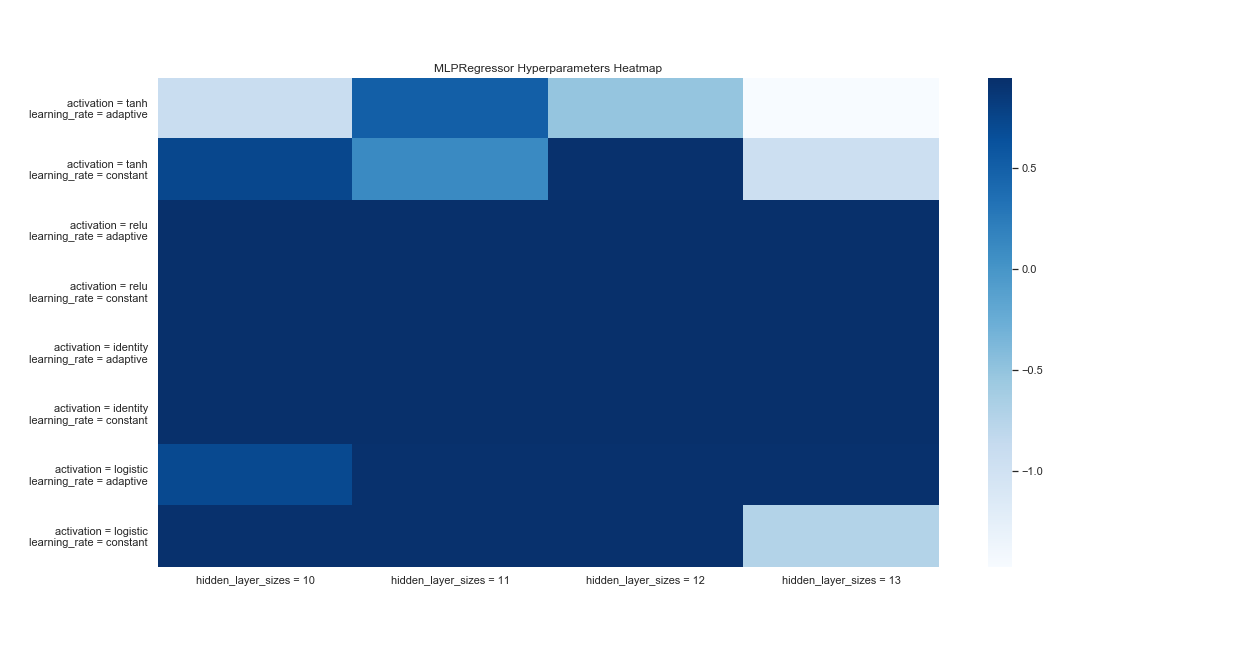 MLPRegressor Hyperparameters Heatmap
activation = tanh
learning_rate = adaptive
activation = tanh
learning_rate = constant
activation = relu
learning_rate = adaptive
activation = relu
learning_rate = constant
activation = identity
learning_rate = adaptive
activation = identity
learning_rate = constant
activation = logistic
learning_rate = adaptive
activation = logistic
learning_rate = constant
hidden_layer_sizes = 10
hidden_layer_sizes = 11
hidden_layer_sizes = 12
hidden_layer_sizes = 13
0.5
0.0
−0.5
−1.0